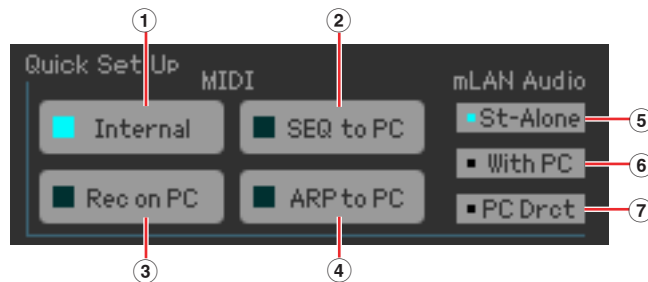 1 2
Quick Set Up
MIDI mLAN Audio
Internal SEQ to PC St-Alone 5
With PC 6
Rec on PC ARP to PC PC Drct 7
3 4